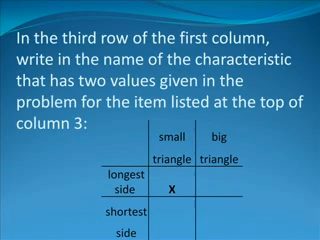 In the third row of the first column,
write in the name of the characteristic
that has two values given in the
problem for the item listed at the top of
column 3:
small big
triangle triangle
longest
side X
shortest
side